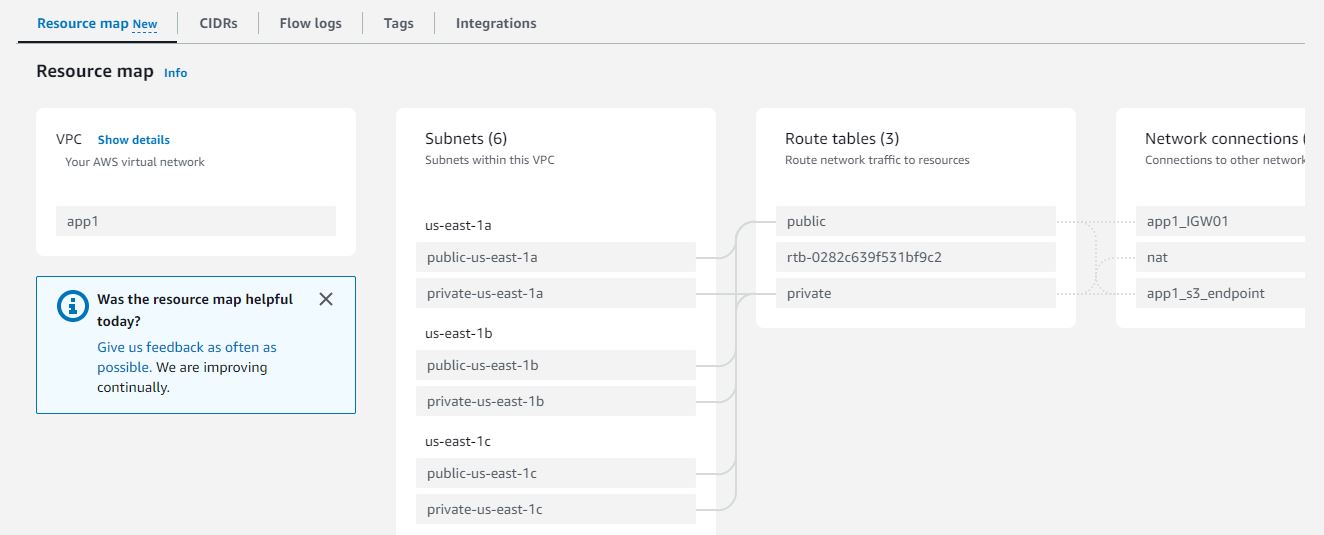 Resource map New
CIDRs
Flow logs
Tags
Integrations
Resource map Info
VPC Show details
Your AWS virtual network
app1
Was the resource map helpful
today?
Give us feedback as often as
possible. We are improving
continually.
Subnets (6)
Subnets within this VPC
us-east-1a
public-us-east-1a
private-us-east-1a
us-east-1b
public-us-east-1b
private-us-east-1b
us-east-1c
public-us-east-1c
private-us-east-1c
Route tables (3)
Route network traffic to resources
public
rtb-0282c639f531bf9c2
private
Network connections (
Connections to other network
app1_IGW01
nat
app1_s3_endpoint